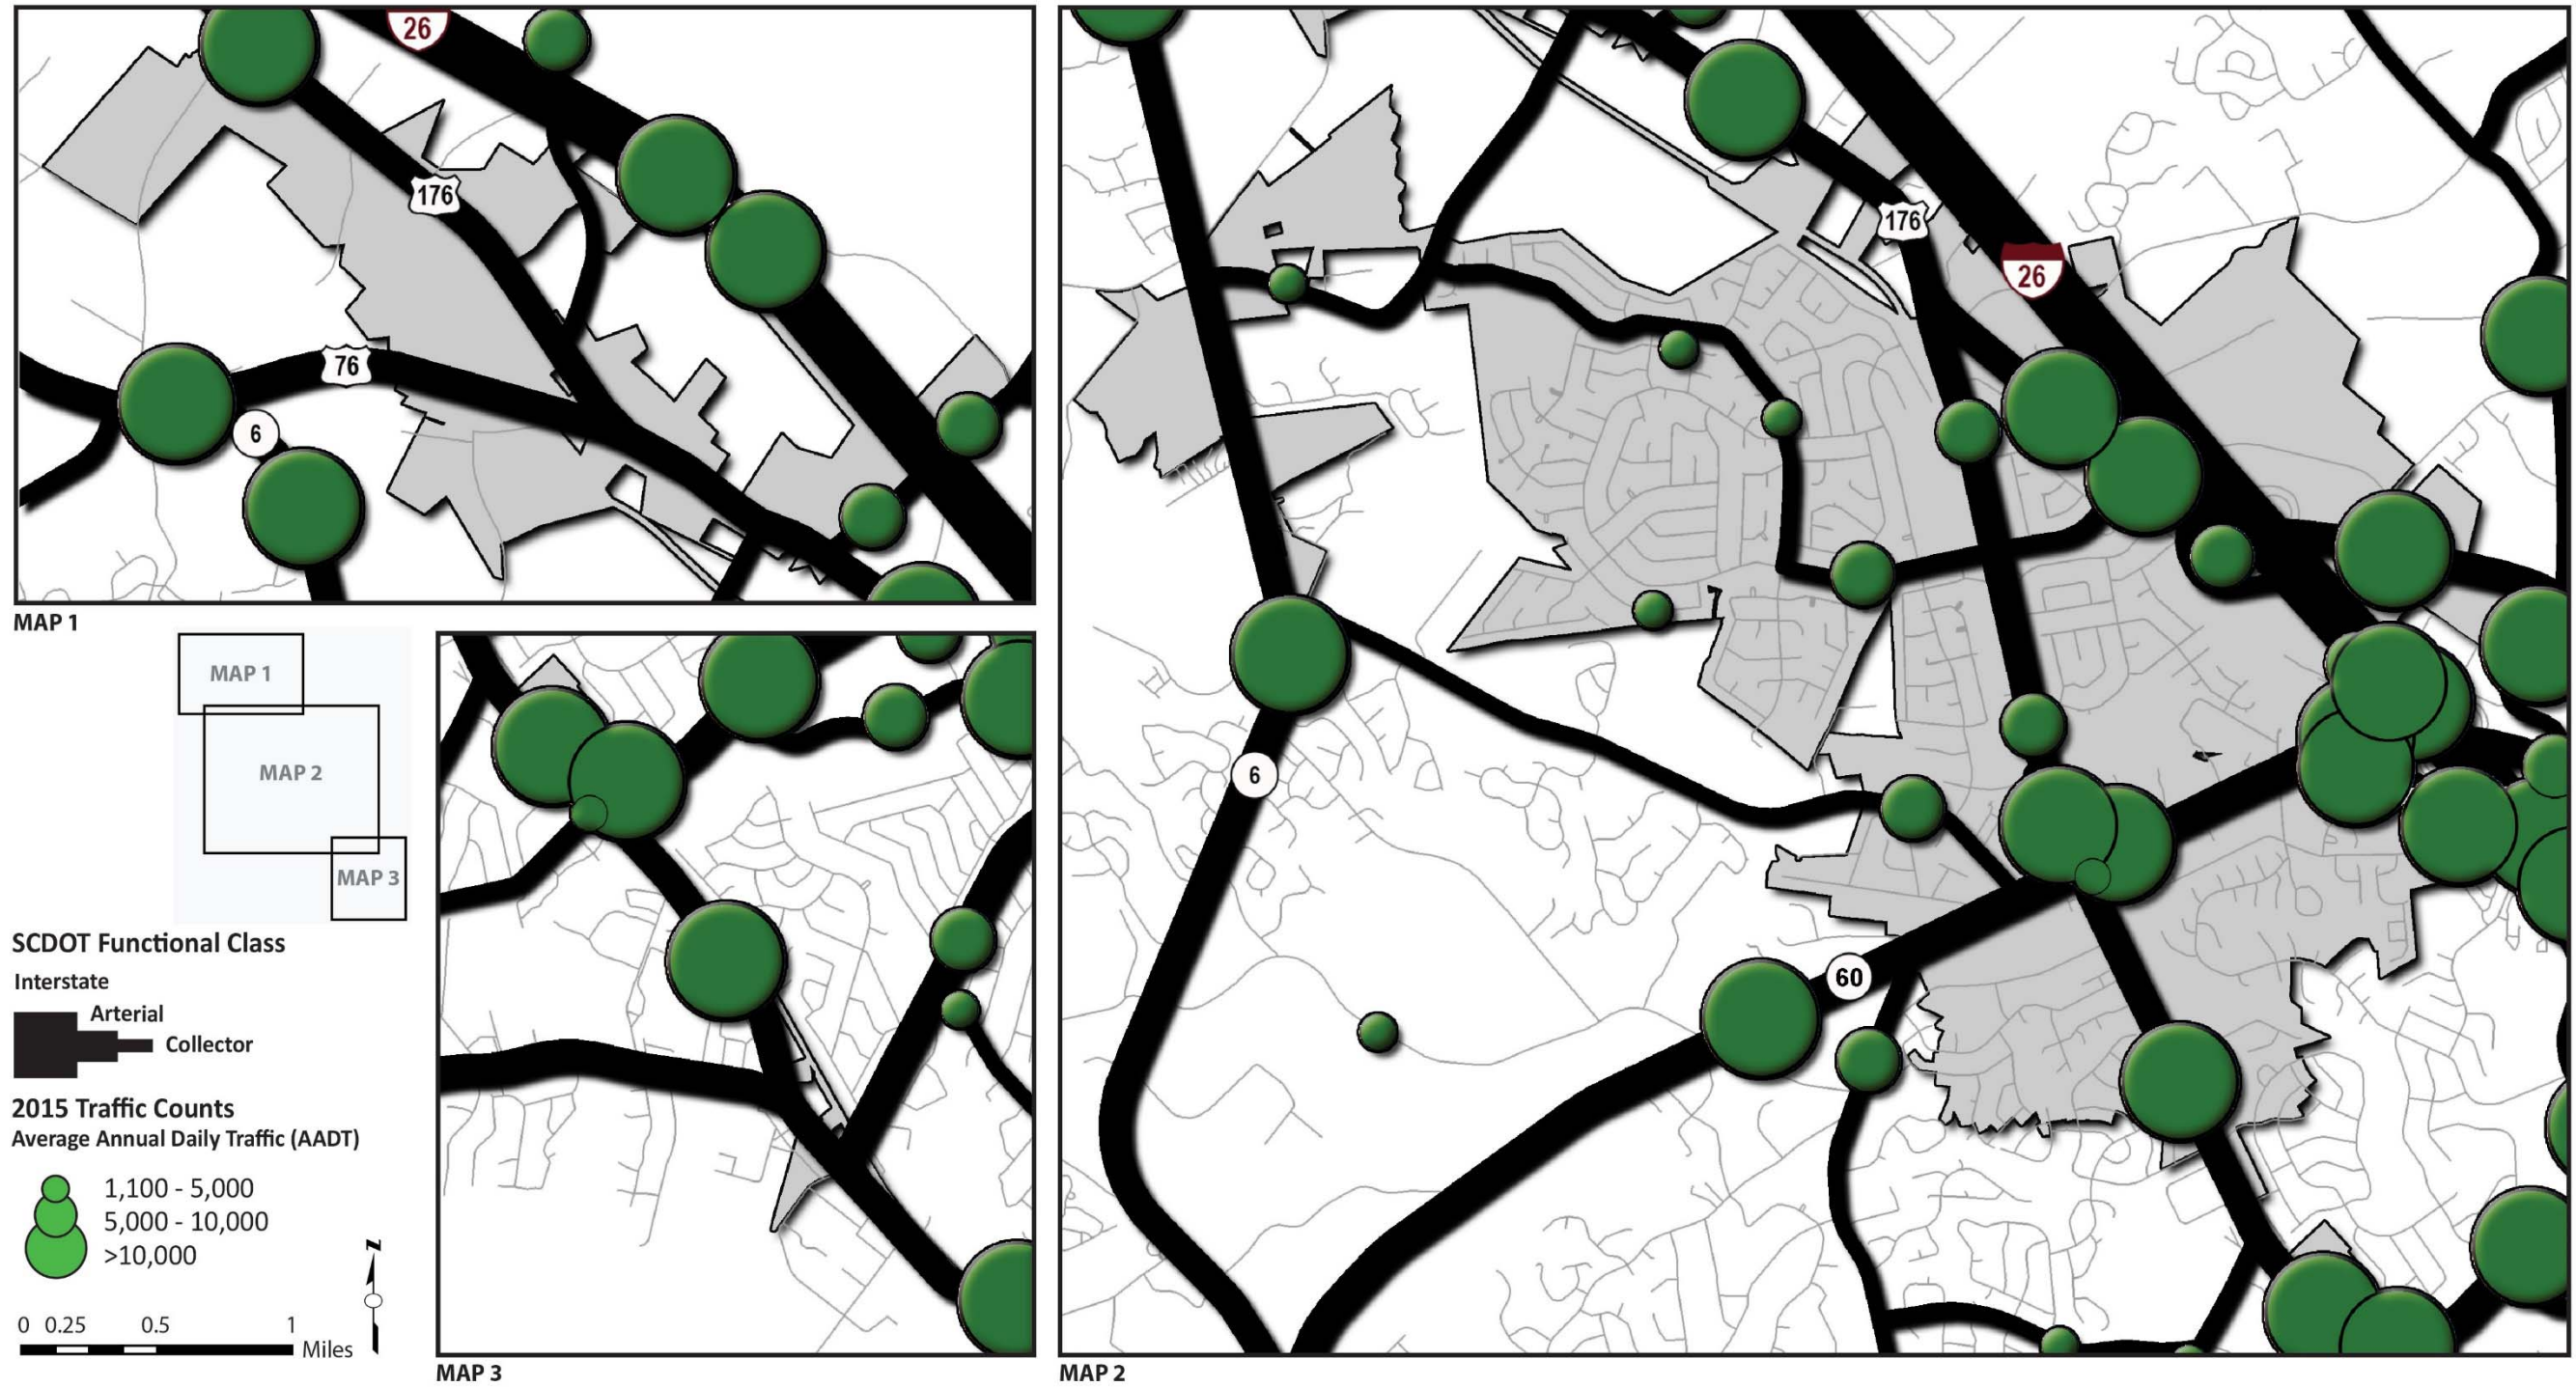 26
176
76
6
MAP 1
MAP 1
MAP 2
MAP 3
SCDOT Functional Class
Interstate
Arterial
Collector
2015 Traffic Counts
Average Annual Daily Traffic (AADT)
1,100 - 5,000
5,000 - 10,000
>10,000
N
0 0.25 0.5 1
Miles
MAP 3
176
26
6
60
MAP 2